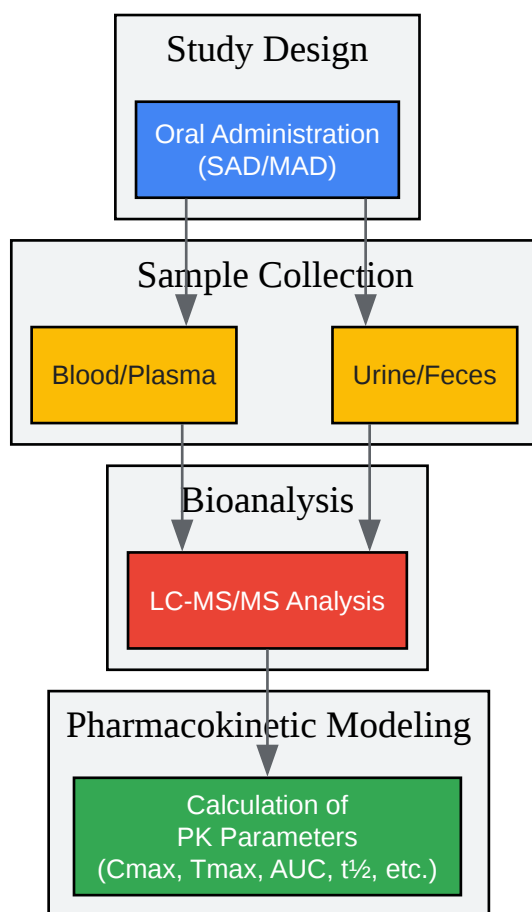 Study Design
Oral Administration
(SAD/MAD)
Sample Collection
Blood/Plasma
Urine/Feces
Bioanalysis
LC-MS/MS Analysis
Pharmacokinetic Modeling
Calculation of
PK Parameters
(Cmax, Tmax, AUC, t½, etc.)